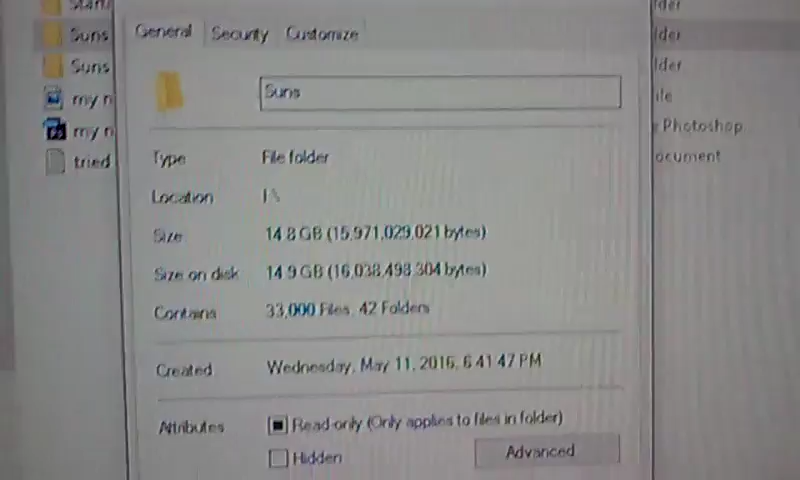 lder
General Security Customize
Suns lder
Suns
Suns lder
my n ile
my n Photoshop
Type File folder
tried ocument
Location I:\
Size 14.8 GB (15,971,029,021 bytes)
Size on disk 14.9 GB (16,038,498,304 bytes)
Contains 33,000 Files, 42 Folders
Created Wednesday, May 11, 2016, 6:41:47 PM
Attributes Read-only (Only applies to files in folder)
Hidden Advanced